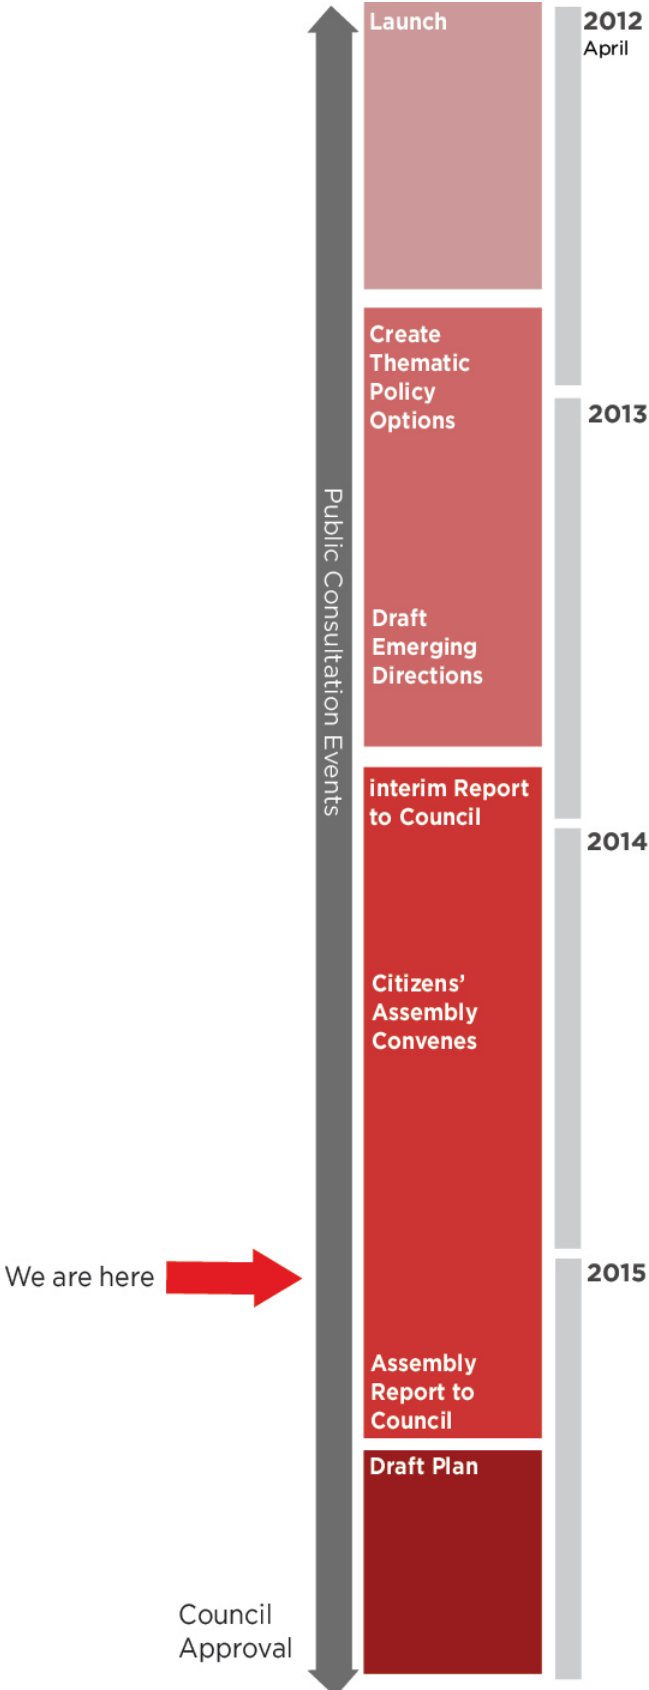 Launch
2012
April
Create
Thematic
Policy
Options
2013
Public Consultation Events
Draft
Emerging
Directions
interim Report
to Council
2014
Citizens’
Assembly
Convenes
We are here
2015
Assembly
Report to
Council
Draft Plan
Council
Approval